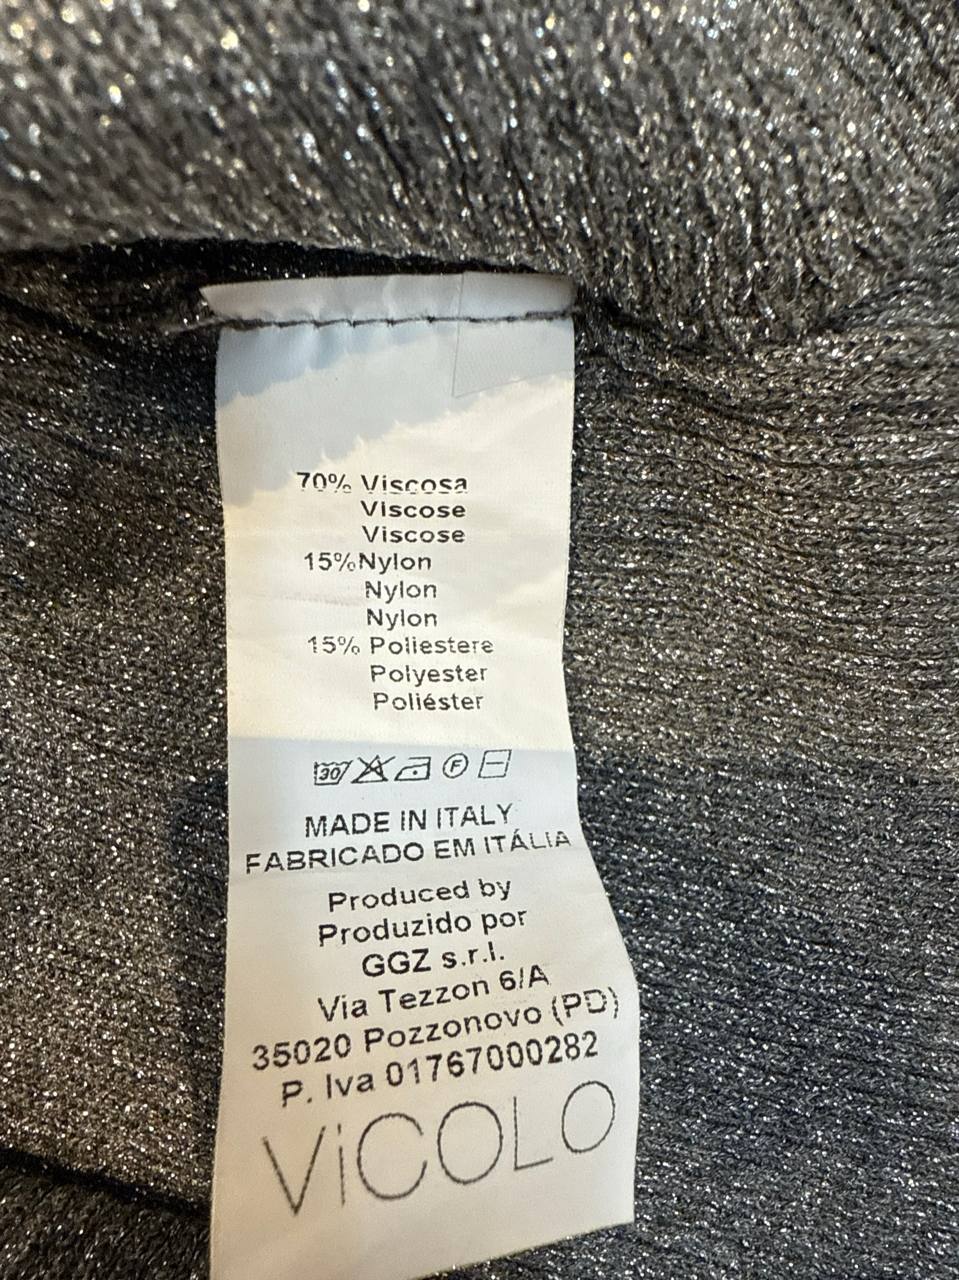 70% Viscosa
Viscose
Viscose
15%Nylon
Nylon
Nylon
15% Poliestere
Polyester
Poliéster
30 F
MADE IN ITALY
FABRICADO EM ITÁLIA
Produced by
Produzido por
GGZ s.r.l.
Via Tezzon 6/A
35020 Pozzonovo (PD)
P. Iva 01767000282
ViCOLO